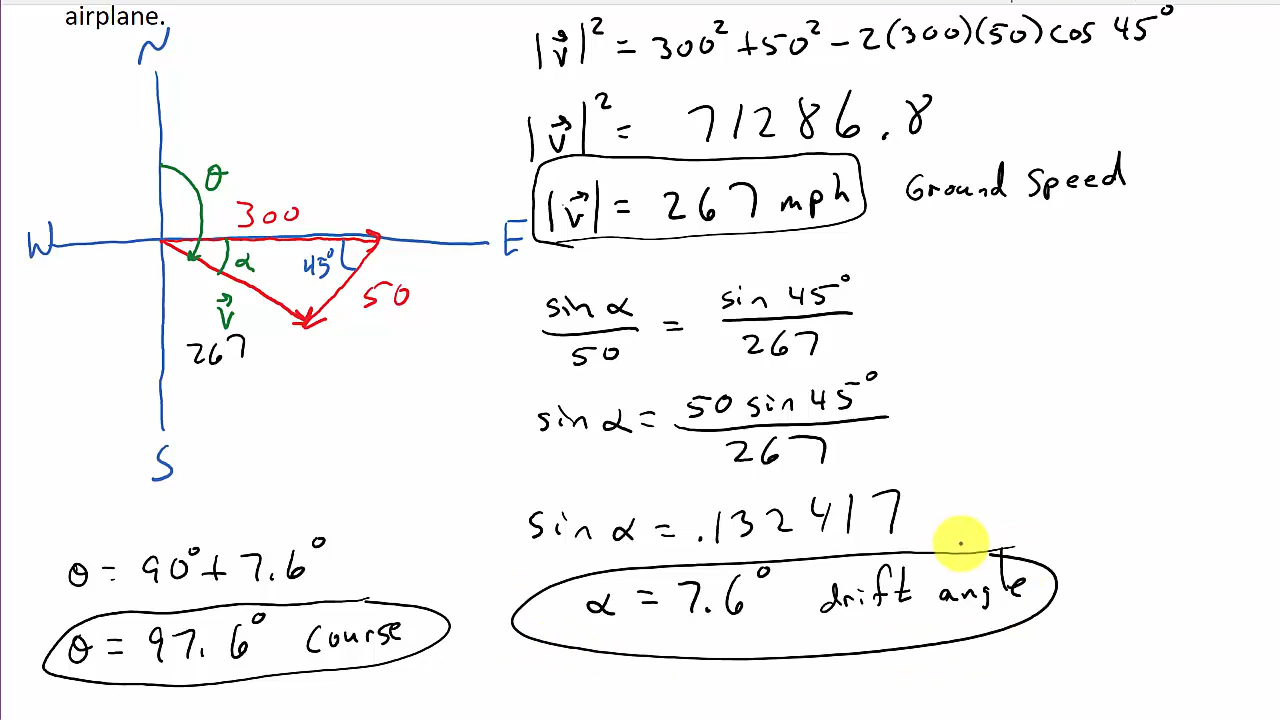 airplane.
N
W
E
S
θ
300
α
45°
50
v⃗
267
|v⃗|² = 300² + 50² - 2(300)(50) cos 45°
|v⃗|² = 71286.8
|v⃗| = 267 mph Ground Speed
sin α / 50 = sin 45° / 267
sin α = 50 sin 45° / 267
sin α = .132417
α = 7.6° drift angle
θ = 90° + 7.6°
θ = 97.6° course